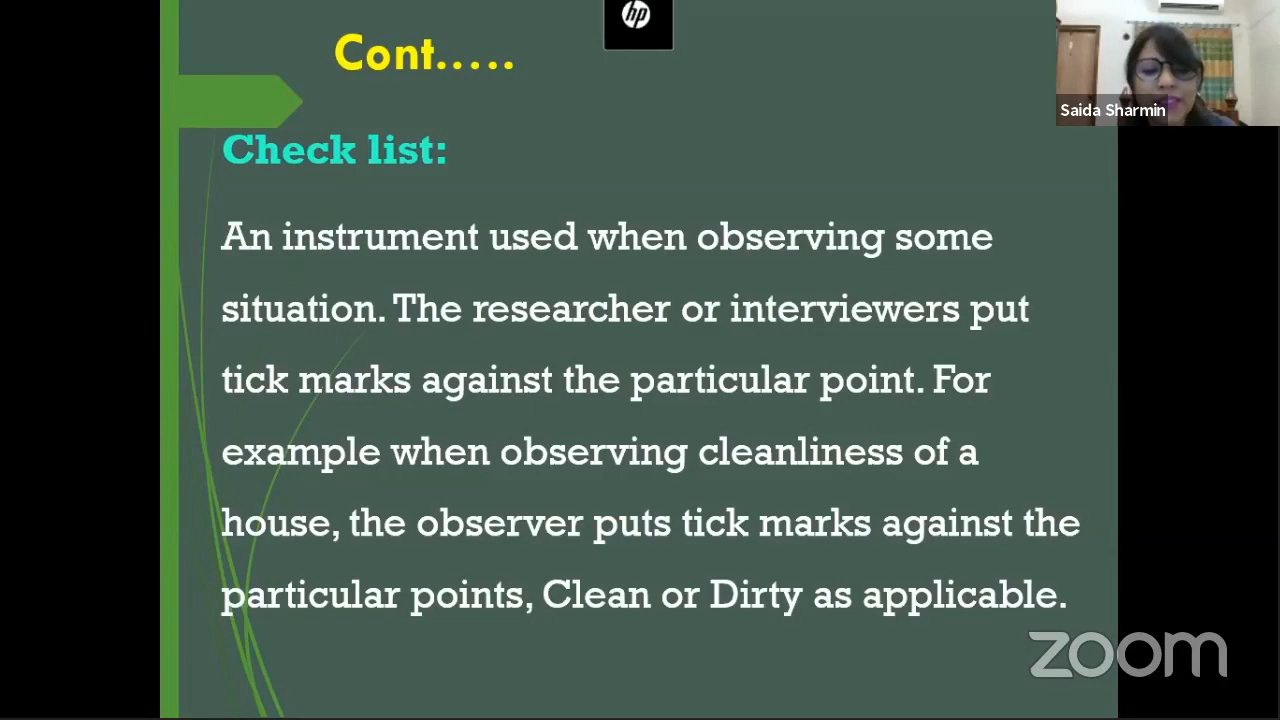 hp
Cont.....
Saida Sharmin
Check list:
An instrument used when observing some
situation. The researcher or interviewers put
tick marks against the particular point. For
example when observing cleanliness of a
house, the observer puts tick marks against the
particular points, Clean or Dirty as applicable.
zoom